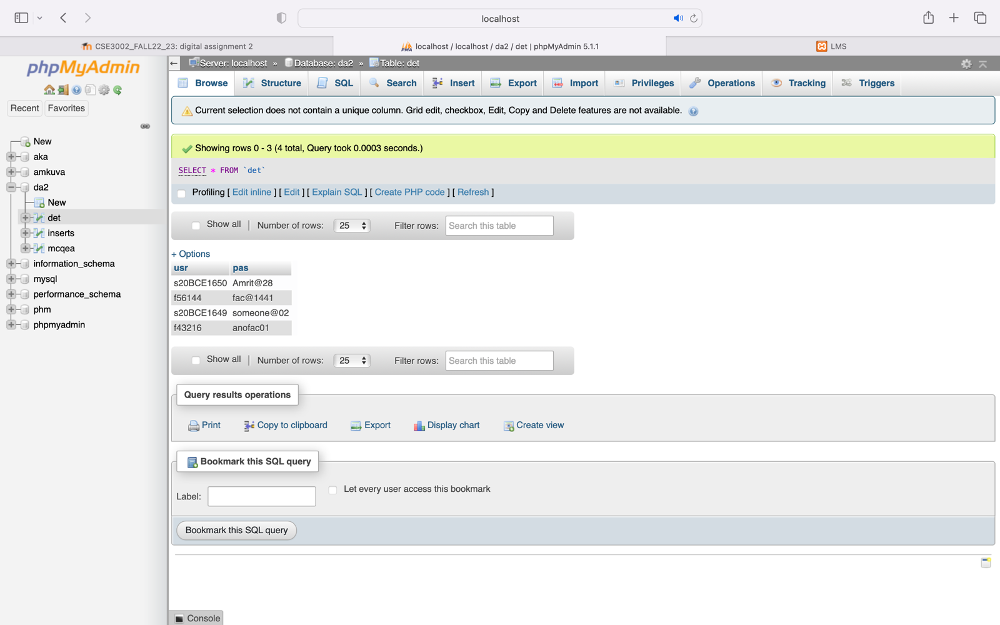 localhost
CSE3002_FALL22_23: digital assignment 2
localhost / localhost / da2 / det | phpMyAdmin 5.1.1
LMS
phpMyAdmin
Recent Favorites
New
aka
amkuva
da2
New
det
inserts
mcqea
information_schema
mysql
performance_schema
phm
phpmyadmin
Server: localhost » Database: da2 » Table: det
Browse Structure SQL Search Insert Export Import Privileges Operations Tracking Triggers
Current selection does not contain a unique column. Grid edit, checkbox, Edit, Copy and Delete features are not available.
Showing rows 0 - 3 (4 total, Query took 0.0003 seconds.)
SELECT * FROM `det`
Profiling [ Edit inline ] [ Edit ] [ Explain SQL ] [ Create PHP code ] [ Refresh ]
Show all | Number of rows: 25 Filter rows: Search this table
+ Options
usr pas
s20BCE1650 Amrit@28
f56144 fac@1441
s20BCE1649 someone@02
f43216 anofac01
Show all | Number of rows: 25 Filter rows: Search this table
Query results operations
Print Copy to clipboard Export Display chart Create view
Bookmark this SQL query
Label: Let every user access this bookmark
Bookmark this SQL query
Console